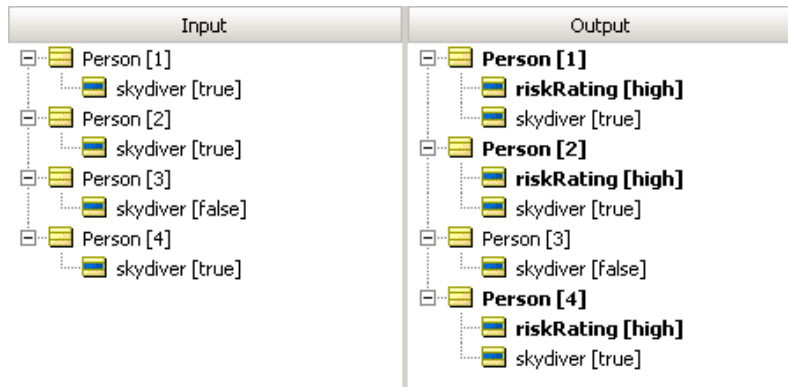 Input
Person [1]
skydiver [true]
Person [2]
skydiver [true]
Person [3]
skydiver [false]
Person [4]
skydiver [true]
Output
Person [1]
riskRating [high]
skydiver [true]
Person [2]
riskRating [high]
skydiver [true]
Person [3]
skydiver [false]
Person [4]
riskRating [high]
skydiver [true]